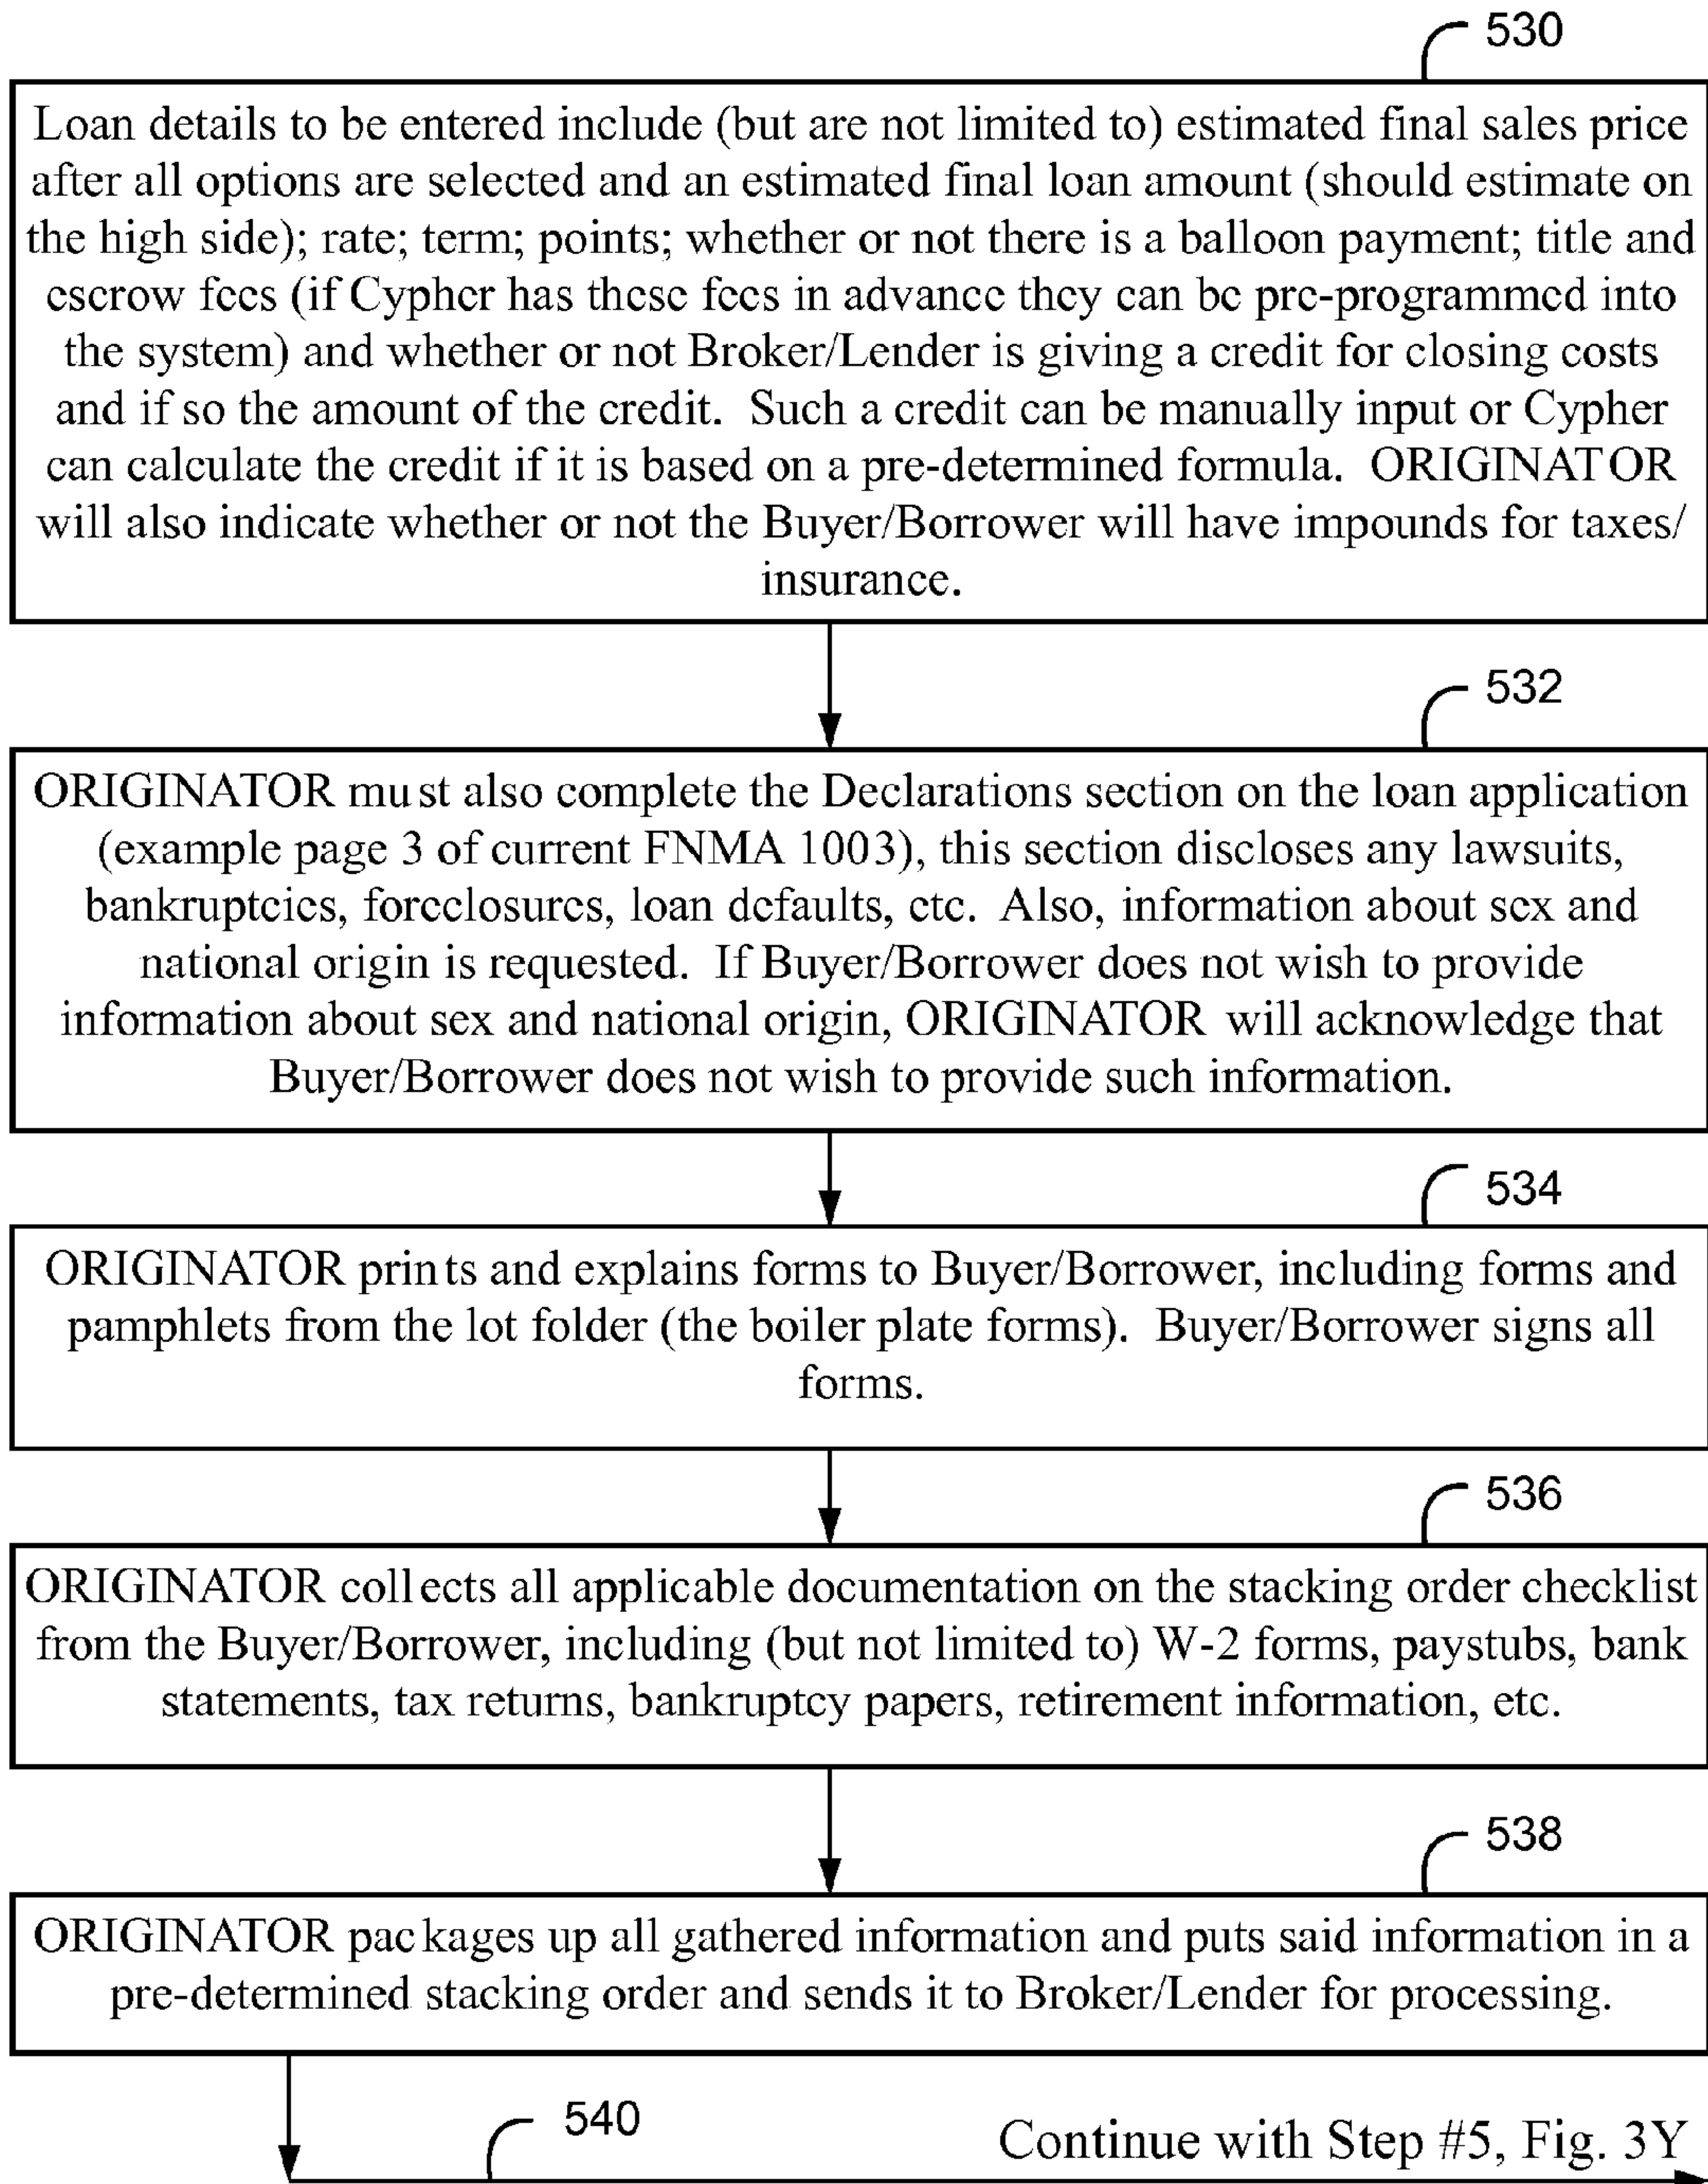 530
Loan details to be entered include (but are not limited to) estimated final sales price
after all options are selected and an estimated final loan amount (should estimate on
the high side); rate; term; points; whether or not there is a balloon payment; title and
escrow fees (if Cypher has these fees in advance they can be pre-programmed into
the system) and whether or not Broker/Lender is giving a credit for closing costs
and if so the amount of the credit. Such a credit can be manually input or Cypher
can calculate the credit if it is based on a pre-determined formula. ORIGINATOR
will also indicate whether or not the Buyer/Borrower will have impounds for taxes/
insurance.
532
ORIGINATOR must also complete the Declarations section on the loan application
(example page 3 of current FNMA 1003), this section discloses any lawsuits,
bankruptcies, foreclosures, loan defaults, etc. Also, information about sex and
national origin is requested. If Buyer/Borrower does not wish to provide
information about sex and national origin, ORIGINATOR will acknowledge that
Buyer/Borrower does not wish to provide such information.
534
ORIGINATOR prints and explains forms to Buyer/Borrower, including forms and
pamphlets from the lot folder (the boiler plate forms). Buyer/Borrower signs all
forms.
536
ORIGINATOR collects all applicable documentation on the stacking order checklist
from the Buyer/Borrower, including (but not limited to) W-2 forms, paystubs, bank
statements, tax returns, bankruptcy papers, retirement information, etc.
538
ORIGINATOR packages up all gathered information and puts said information in a
pre-determined stacking order and sends it to Broker/Lender for processing.
540
Continue with Step #5, Fig. 3Y